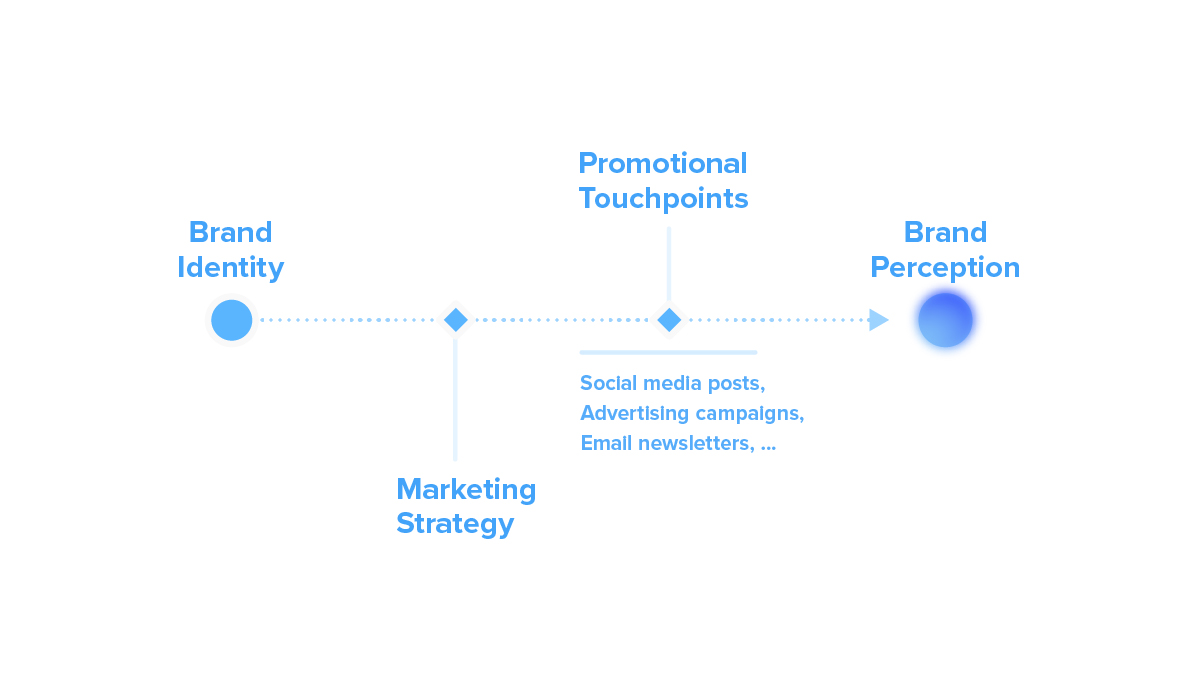 Promotional
Touchpoints
Brand
Identity
Brand
Perception
Social media posts,
Advertising campaigns,
Email newsletters, ...
Marketing
Strategy